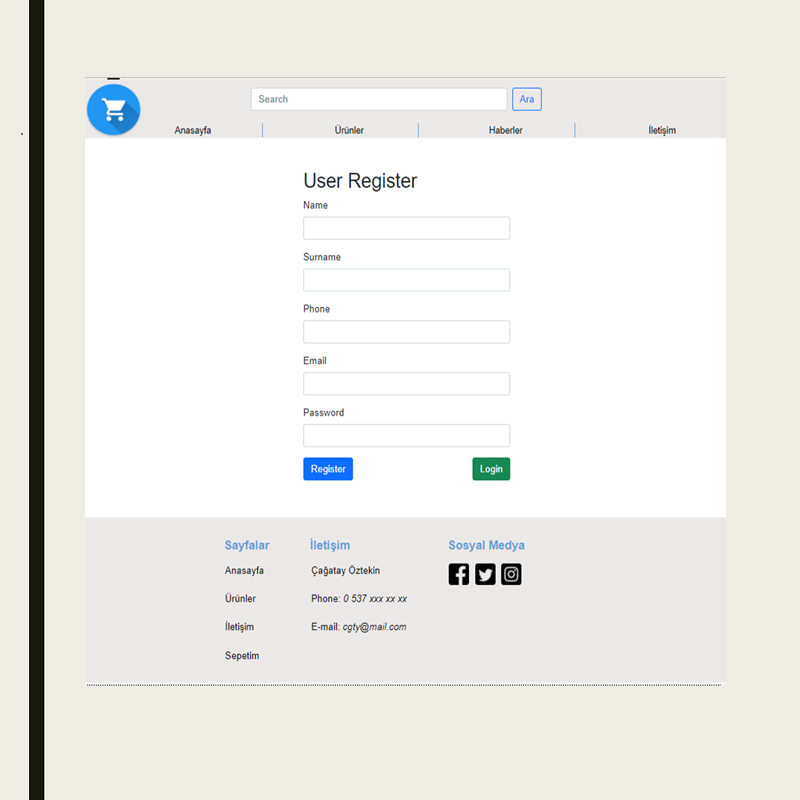 Search
Ara
Anasayfa
Ürünler
Haberler
İletişim
User Register
Name
Surname
Phone
Email
Password
Register
Login
Sayfalar
Anasayfa
Ürünler
İletişim
Sepetim
İletişim
Çağatay Öztekin
Phone: 0 537 xxx xx xx
E-mail: cgty@mail.com
Sosyal Medya